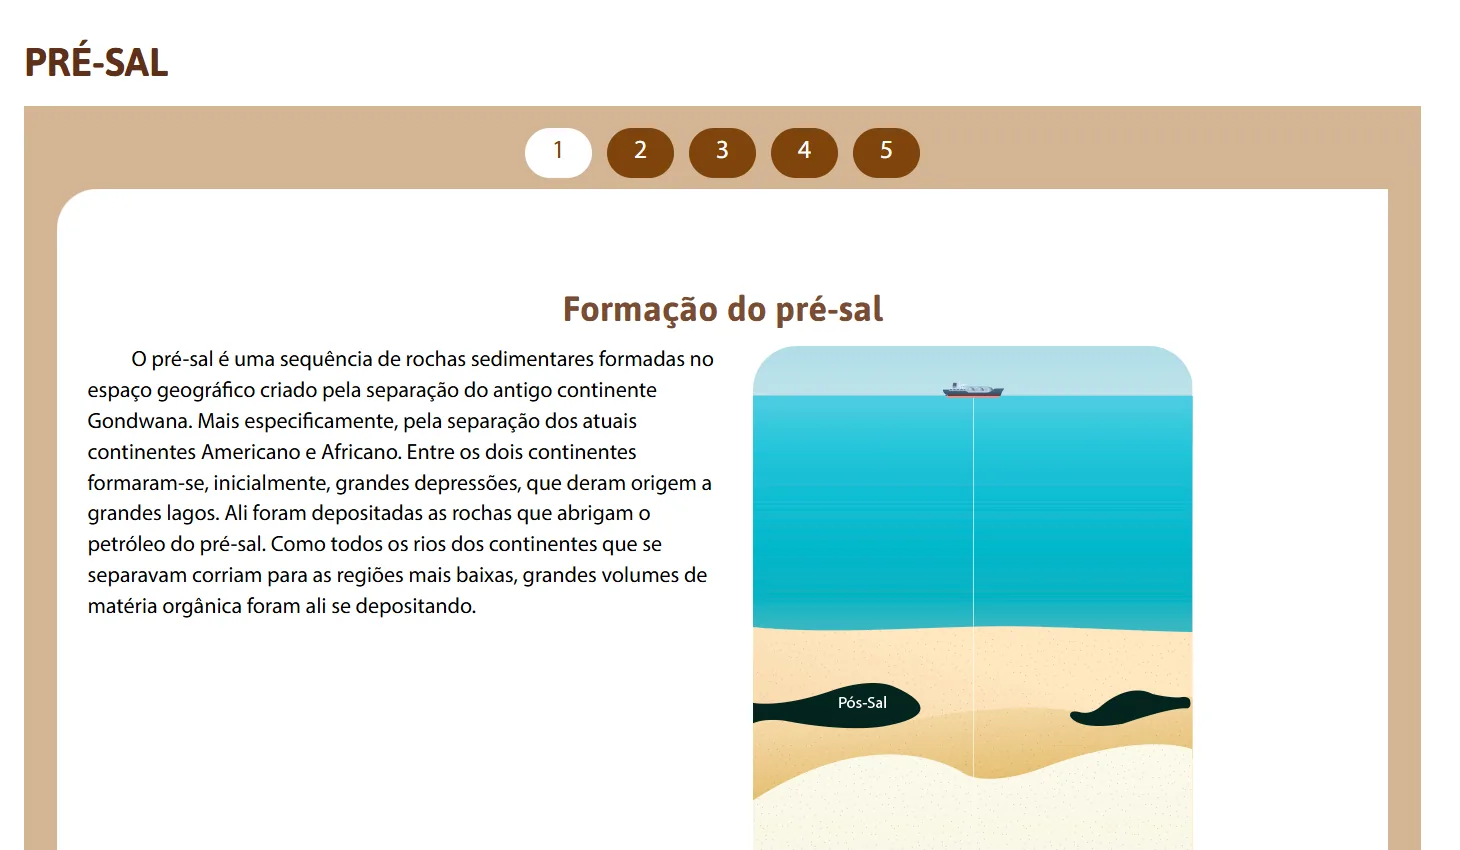 PRÉ-SAL
1 2 3 4 5
Formação do pré-sal
O pré-sal é uma sequência de rochas sedimentares formadas no
espaço geográfico criado pela separação do antigo continente
Gondwana. Mais especificamente, pela separação dos atuais
continentes Americano e Africano. Entre os dois continentes
formaram-se, inicialmente, grandes depressões, que deram origem a
grandes lagos. Ali foram depositadas as rochas que abrigam o
petróleo do pré-sal. Como todos os rios dos continentes que se
separavam corriam para as regiões mais baixas, grandes volumes de
matéria orgânica foram ali se depositando.
Pós-Sal